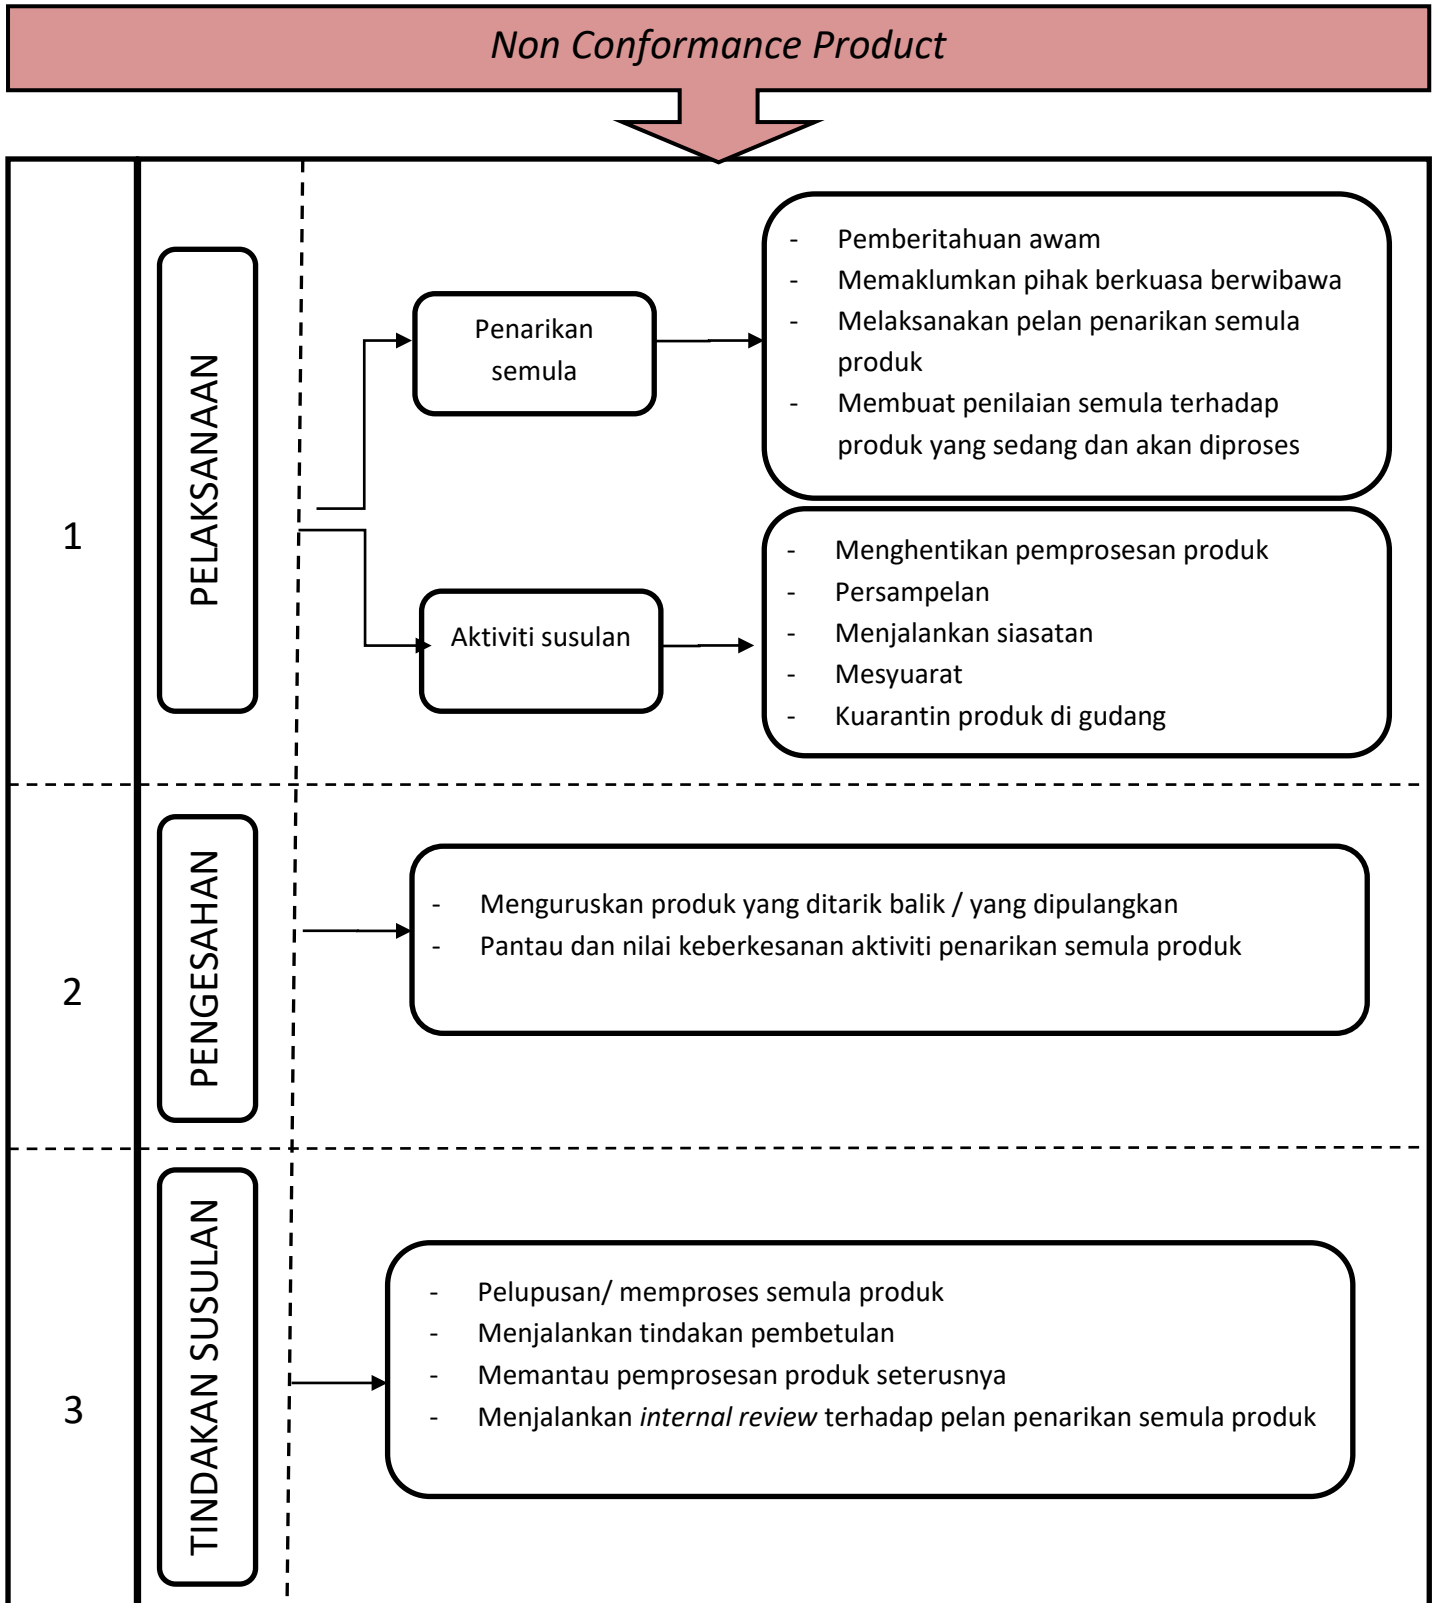 Non Conformance Product
1
PELAKSANAAN
Penarikan
semula
- Pemberitahuan awam
- Memaklumkan pihak berkuasa berwibawa
- Melaksanakan pelan penarikan semula
produk
- Membuat penilaian semula terhadap
produk yang sedang dan akan diproses
Aktiviti susulan
- Menghentikan pemprosesan produk
- Persampelan
- Menjalankan siasatan
- Mesyuarat
- Kuarantin produk di gudang
2
PENGESAHAN
- Menguruskan produk yang ditarik balik / yang dipulangkan
- Pantau dan nilai keberkesanan aktiviti penarikan semula produk
3
TINDAKAN SUSULAN
- Pelupusan/ memproses semula produk
- Menjalankan tindakan pembetulan
- Memantau pemprosesan produk seterusnya
- Menjalankan internal review terhadap pelan penarikan semula produk